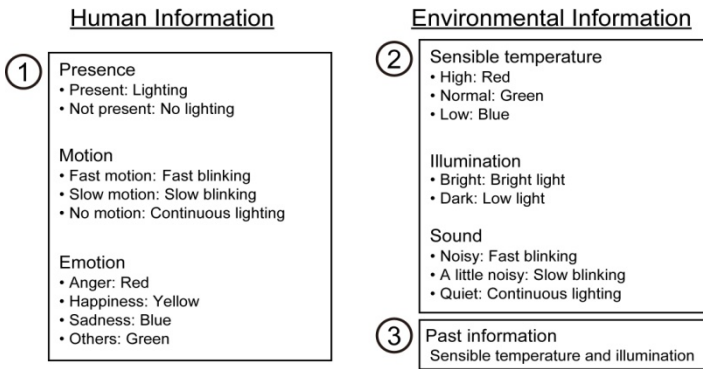 Human Information
1
Presence
• Present: Lighting
• Not present: No lighting
Motion
• Fast motion: Fast blinking
• Slow motion: Slow blinking
• No motion: Continuous lighting
Emotion
• Anger: Red
• Happiness: Yellow
• Sadness: Blue
• Others: Green
Environmental Information
2
Sensible temperature
• High: Red
• Normal: Green
• Low: Blue
Illumination
• Bright: Bright light
• Dark: Low light
Sound
• Noisy: Fast blinking
• A little noisy: Slow blinking
• Quiet: Continuous lighting
3
Past information
Sensible temperature and illumination